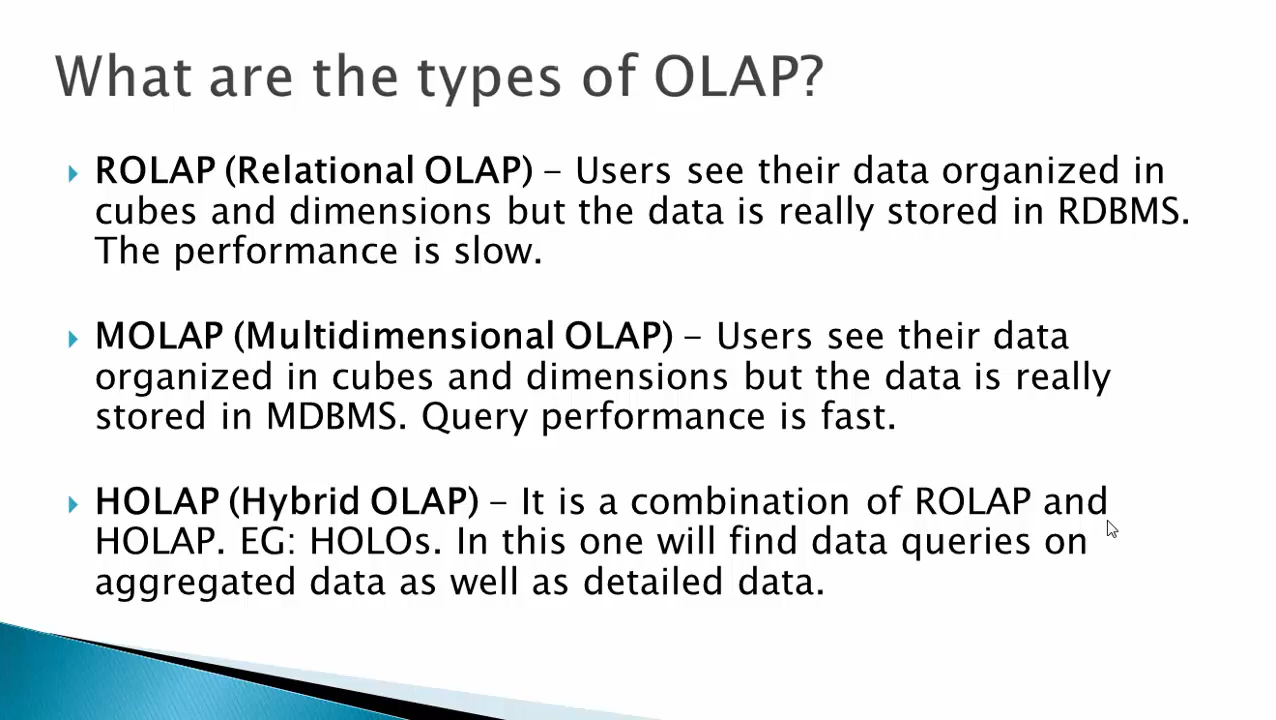 What are the types of OLAP?
ROLAP (Relational OLAP) – Users see their data organized in
cubes and dimensions but the data is really stored in RDBMS.
The performance is slow.
MOLAP (Multidimensional OLAP) – Users see their data
organized in cubes and dimensions but the data is really
stored in MDBMS. Query performance is fast.
HOLAP (Hybrid OLAP) – It is a combination of ROLAP and
HOLAP. EG: HOLOs. In this one will find data queries on
aggregated data as well as detailed data.